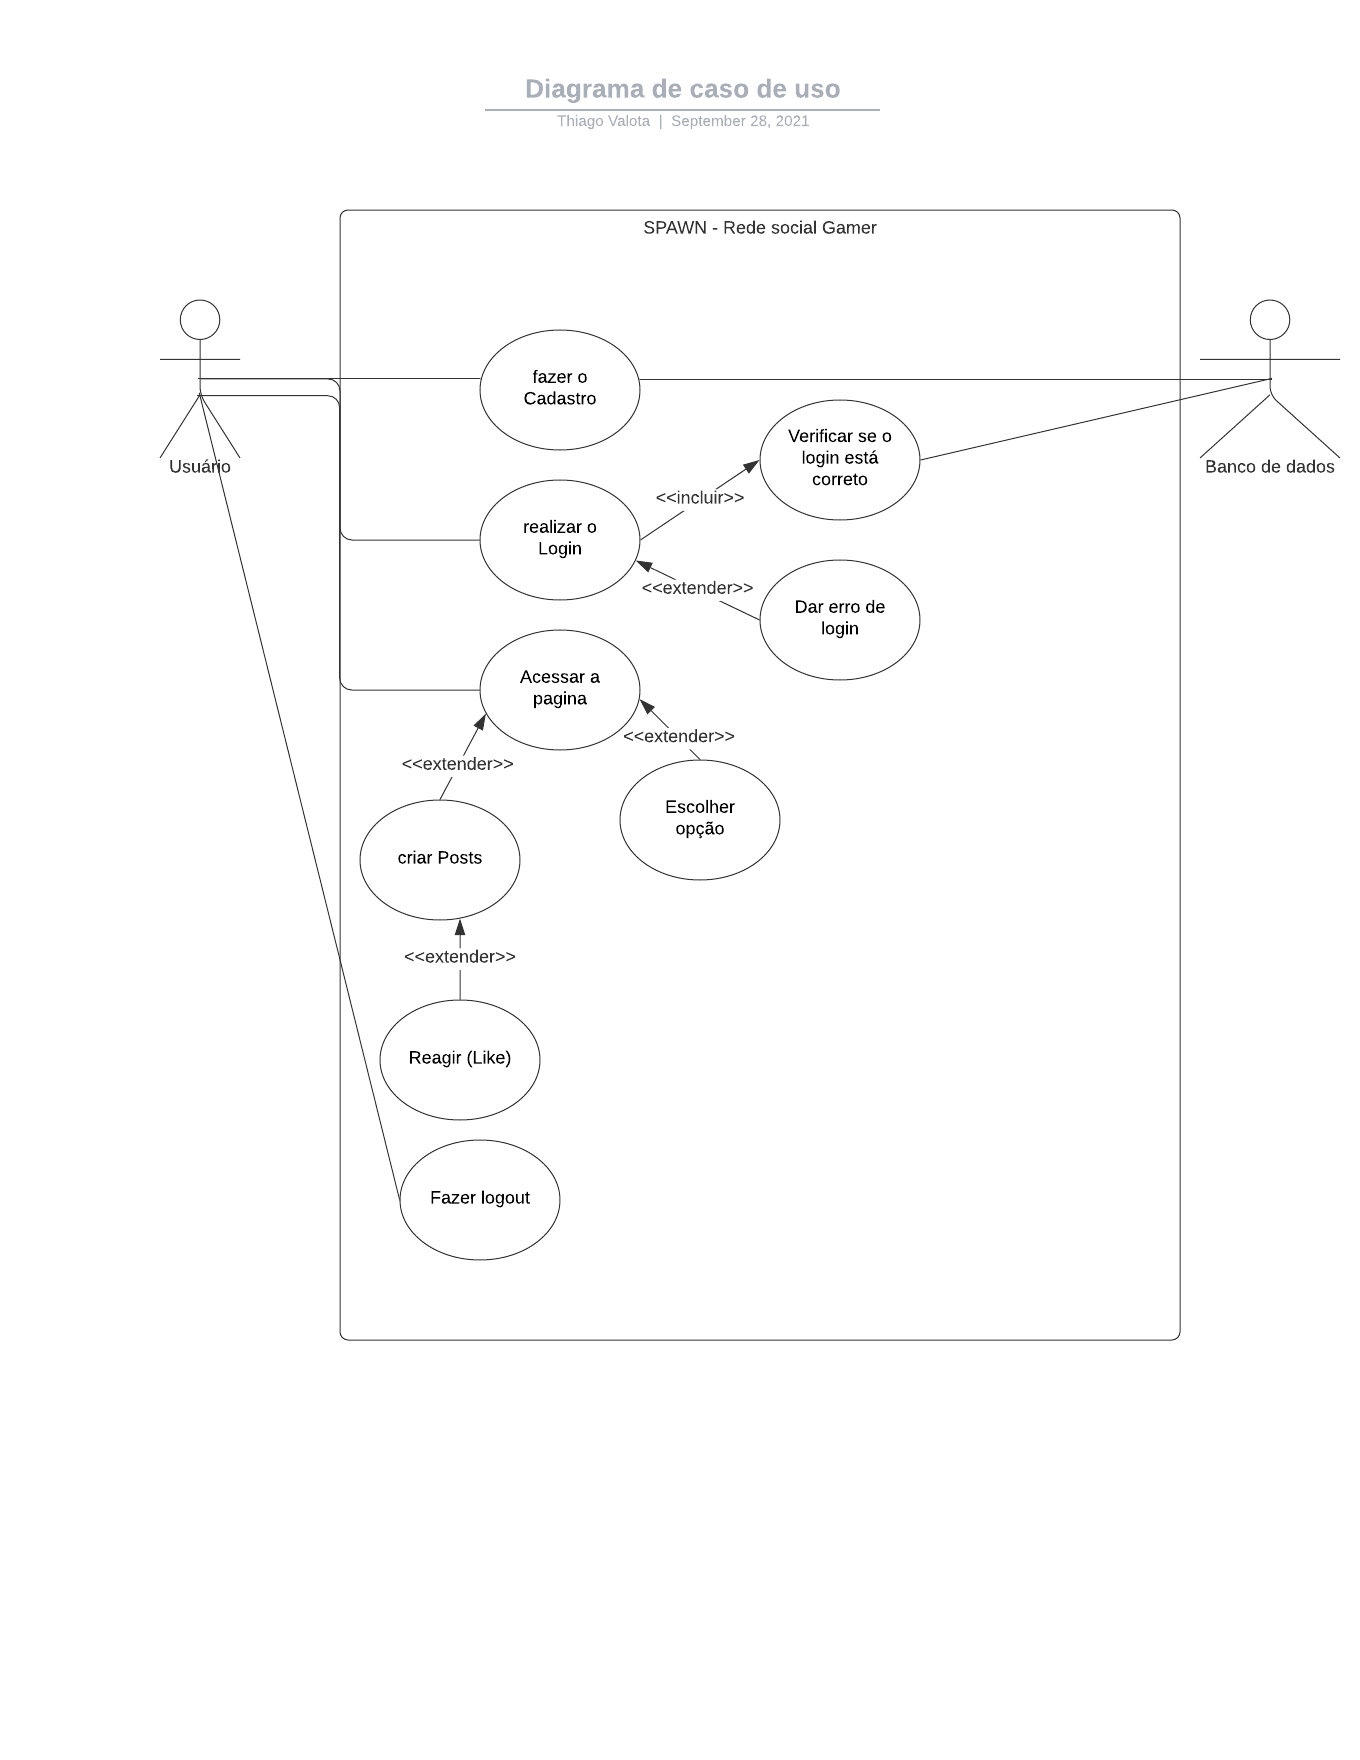 Diagrama de caso de uso
Thiago Valota | September 28, 2021
SPAWN - Rede social Gamer
fazer o
Cadastro
Verificar se o
login está
correto
Usuário
Banco de dados
<<incluir>>
realizar o
Login
<<extender>>
Dar erro de
login
Acessar a
pagina
<<extender>>
<<extender>>
Escolher
opção
criar Posts
<<extender>>
Reagir (Like)
Fazer logout